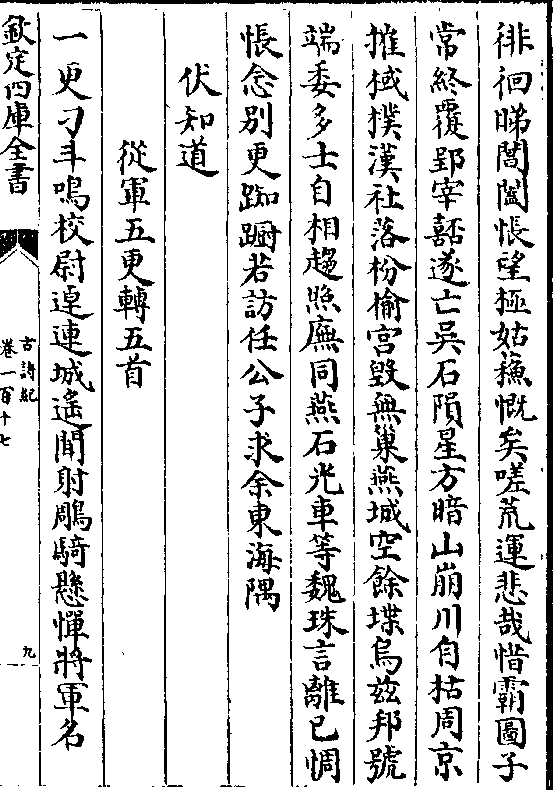 徘徊睇閶闔悵望極姑蘓慨矣嗟荒運悲哉惜霸圖子
常終覆郢宰嚭遂亡吳石隕星方暗山崩川自枯周京
摧棫樸漢社落枌榆宫毁無巢燕城空餘堞烏兹邦號
端委多士自相趨照廡同燕石光車等魏珠言離已惆
悵念別更踟蹰若訪任公子求余東海隅
伏知道
從軍五更轉五首
一更刁斗鳴校尉逴連城遥聞射鵰騎懸憚將軍名
欽定四庫全書
古詩紀
卷一百十七
九